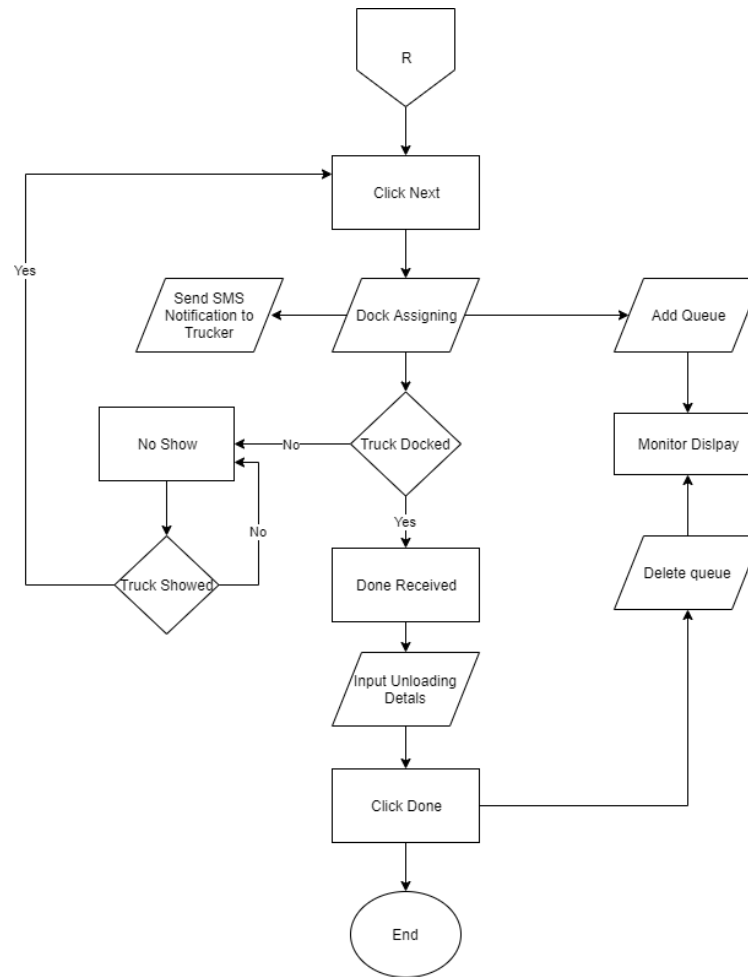 R
Click Next
Yes
Send SMS
Notification to
Trucker
Dock Assigning
Add Queue
No Show
No
Truck Docked
Monitor Dislpay
Yes
No
Truck Showed
Done Received
Delete queue
Input Unloading
Detals
Click Done
End